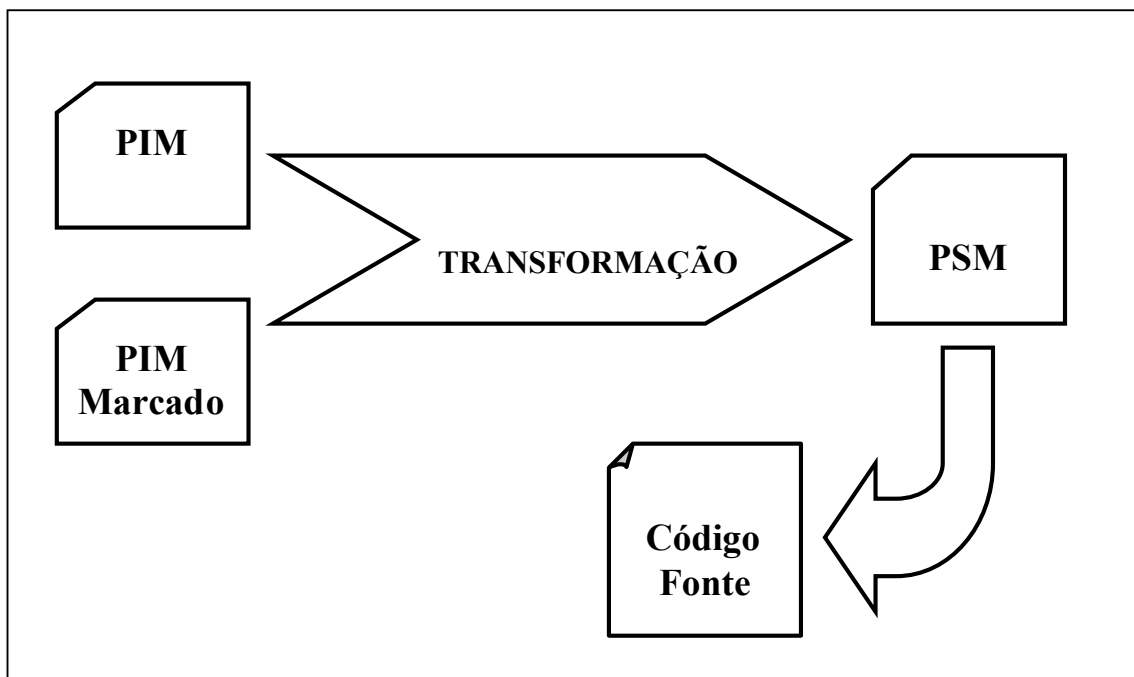 PIM
PIM
Marcado
TRANSFORMAÇÃO
PSM
Código
Fonte